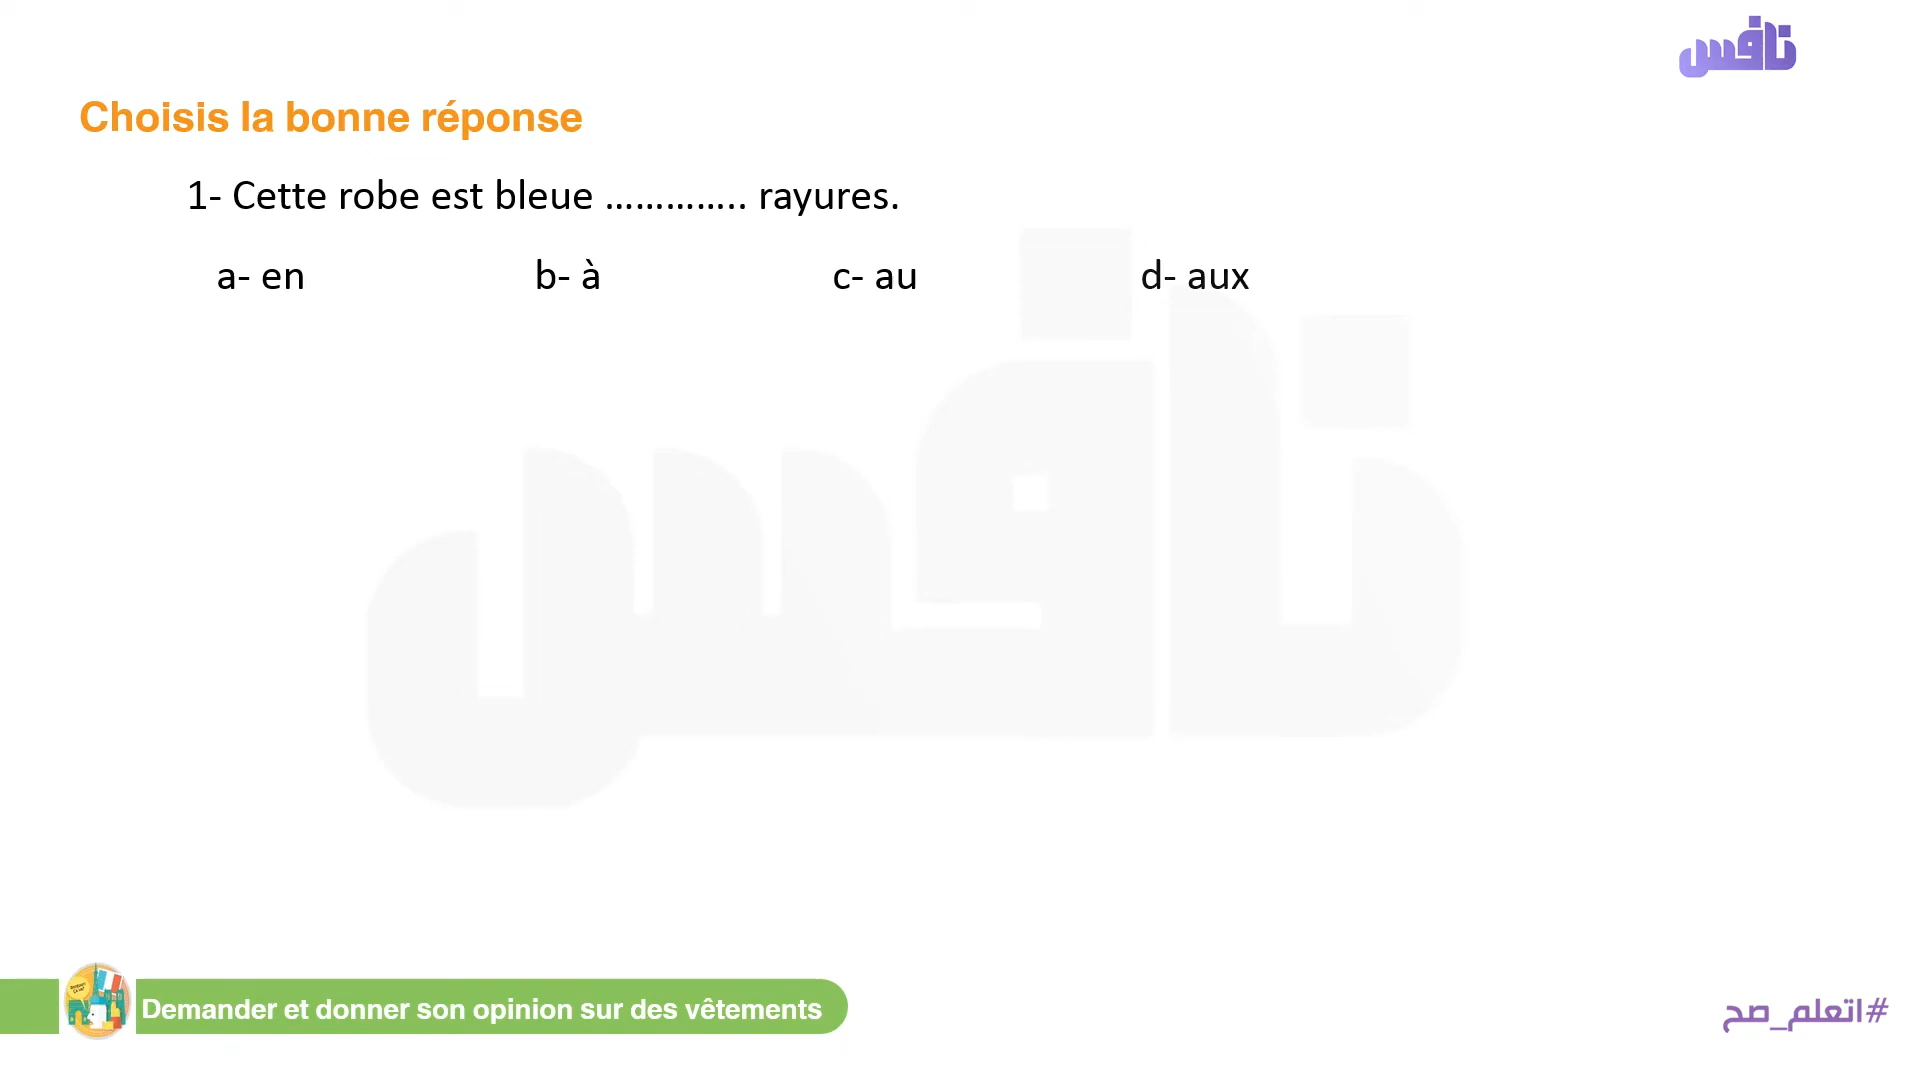 نافس
Choisis la bonne réponse
1- Cette robe est bleue ………….. rayures.
a- en b- à c- au d- aux
Demander et donner son opinion sur des vêtements
#اتعلم_صح